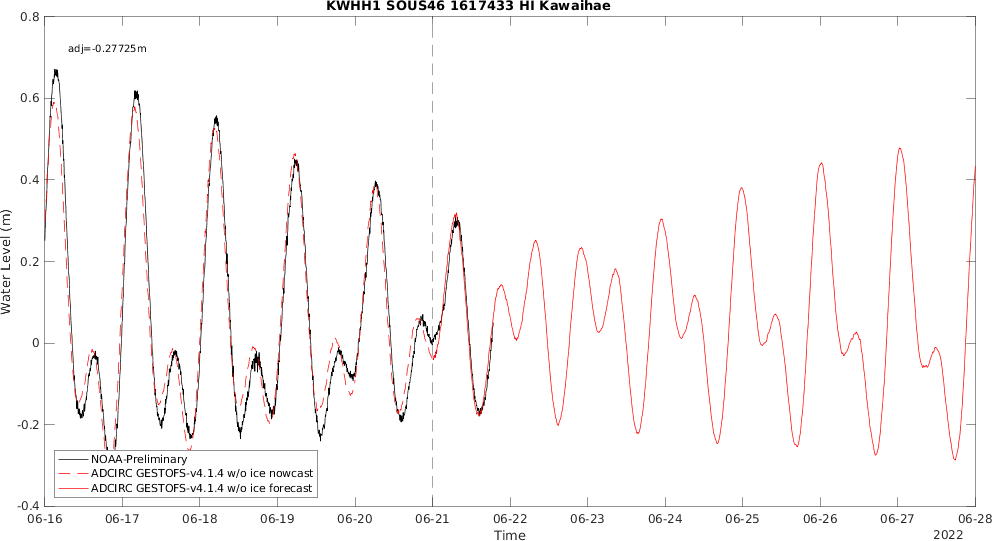 KWHH1 SOUS46 1617433 HI Kawaihae
adj=-0.27725m
Water Level (m)
0.8
0.6
0.4
0.2
0
-0.2
-0.4
NOAA-Preliminary
ADCIRC GESTOFS-v4.1.4 w/o ice nowcast
ADCIRC GESTOFS-v4.1.4 w/o ice forecast
06-16 06-17 06-18 06-19 06-20 06-21 06-22 06-23 06-24 06-25 06-26 06-27 06-28
Time
2022